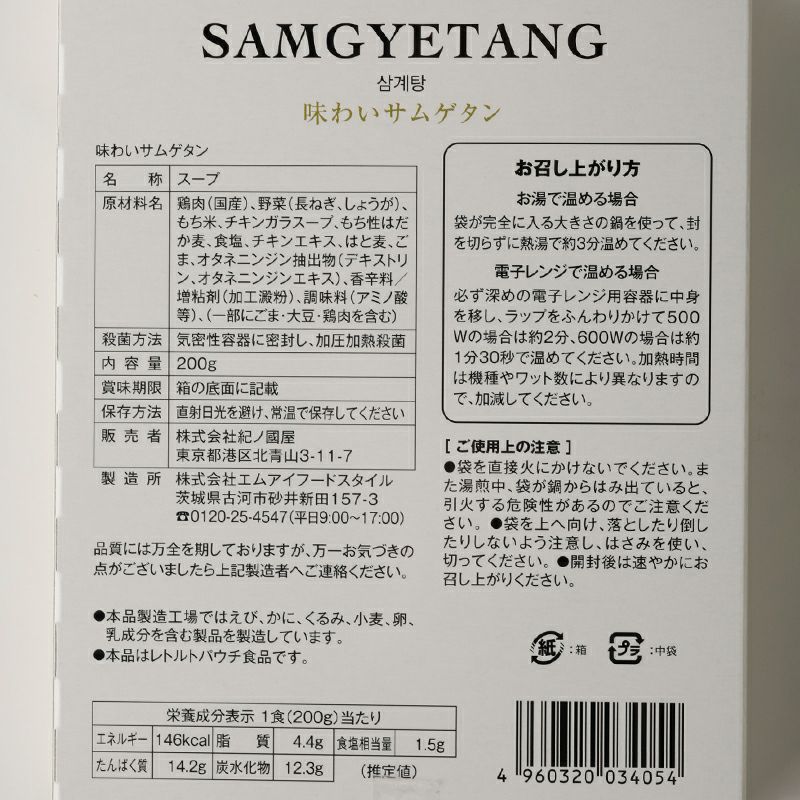 SAMGYETANG
삼계탕
味わいサムゲタン
味わいサムゲタン
名 称 スープ
原材料名 鶏肉(国産)、野菜(長ねぎ、しょうが)、
もち米、チキンガラスープ、もち性はだ
か麦、食塩、チキンエキス、はと麦、ご
ま、オタネニンジン抽出物(デキストリ
ン、オタネニンジンエキス)、香辛料/
増粘剤(加工澱粉)、調味料(アミノ酸
等)、(一部にごま・大豆・鶏肉を含む)
殺菌方法 気密性容器に密封し、加圧加熱殺菌
内 容 量 200g
賞味期限 箱の底面に記載
保存方法 直射日光を避け、常温で保存してください
販 売 者 株式会社紀ノ國屋
東京都港区北青山3-11-7
製 造 所 株式会社エムアイフードスタイル
茨城県古河市砂井新田157-3
☎0120-25-4547(平日9:00~17:00)
品質には万全を期しておりますが、万一お気づきの
点がございましたら上記製造者へご連絡ください。
●本品製造工場ではえび、かに、くるみ、小麦、卵、
乳成分を含む製品を製造しています。
●本品はレトルトパウチ食品です。
栄養成分表示 1食(200g)当たり
エネルギー 146kcal 脂 質 4.4g 食塩相当量 1.5g
たんぱく質 14.2g 炭水化物 12.3g (推定値)
お召し上がり方
お湯で温める場合
袋が完全に入る大きさの鍋を使って、封
を切らずに熱湯で約3分温めてください。
電子レンジで温める場合
必ず深めの電子レンジ用容器に中身
を移し、ラップをふんわりかけて500
Wの場合は約2分、600Wの場合は約
1分30秒で温めてください。加熱時間
は機種やワット数により異なりますの
で、加減してください。
[ ご使用上の注意 ]
●袋を直接火にかけないでください。ま
た湯煎中、袋が鍋からはみ出ていると、
引火する危険性があるのでご注意くだ
さい。 ●袋を上へ向け、落としたり倒し
たりしないよう注意し、はさみを使い、
切ってください。 ●開封後は速やかにお
召し上がりください。
紙 :箱 プラ :中袋
4 960320 034054